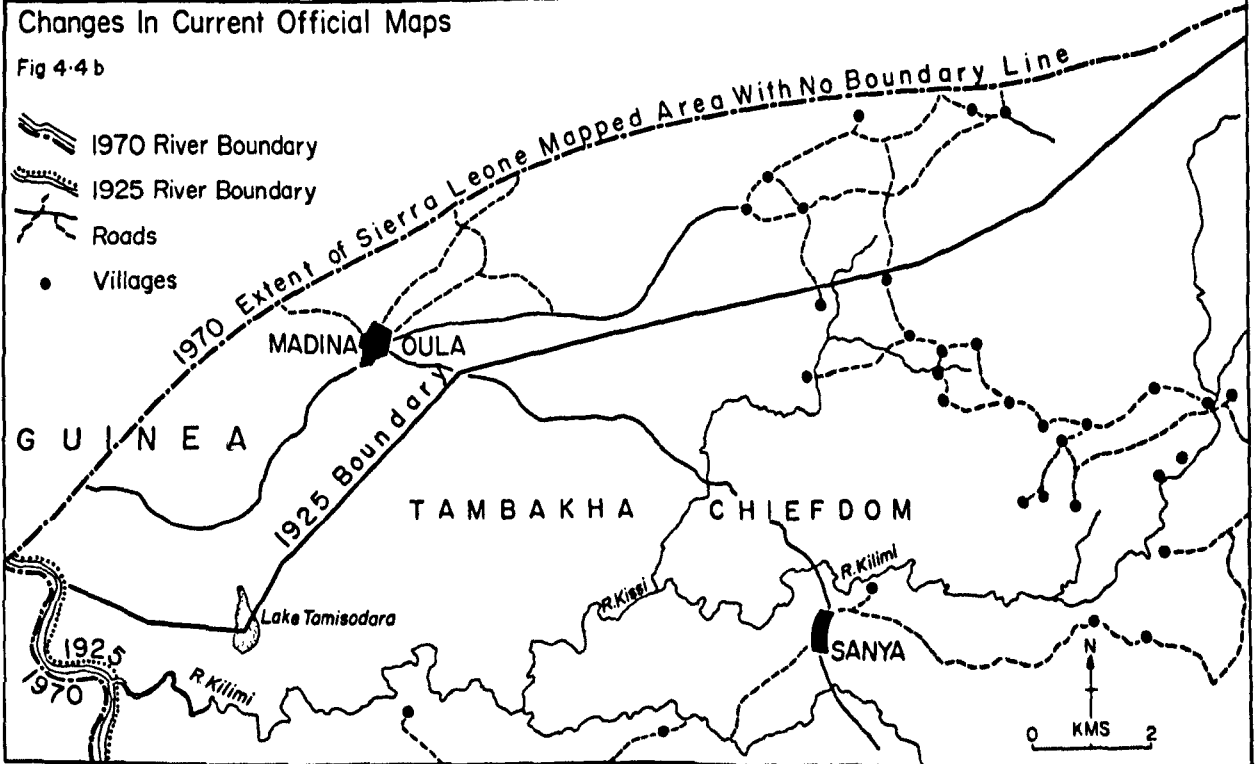 Changes In Current Official Maps
Fig 4·4 b
1970 River Boundary
1925 River Boundary
Roads
Villages
1970 Extent of Sierra Leone Mapped Area With No Boundary Line
MADINA OULA
GUINEA
1925 Boundary
TAMBAKHA CHIEFDOM
R.Kissi
R.Kilimi
Lake Tamisodara
SANYA
1925
1970
R.Kilimi
N
KMS
0 2